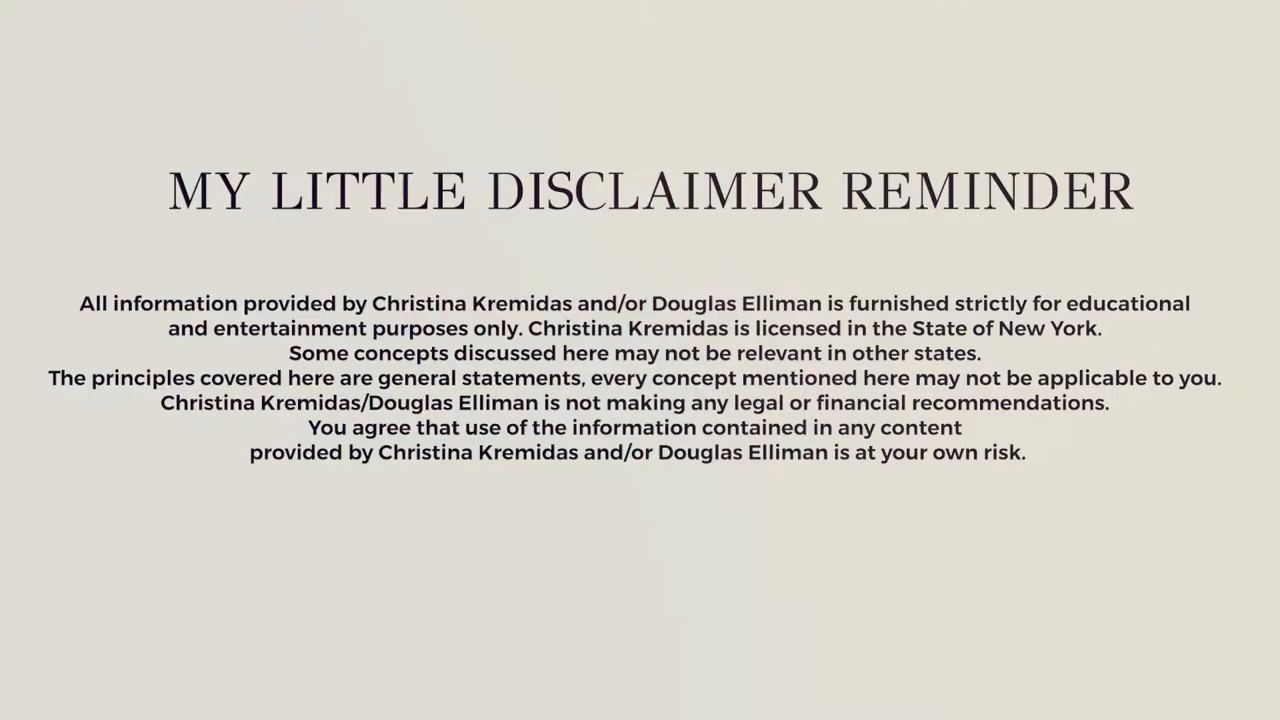 MY LITTLE DISCLAIMER REMINDER
All information provided by Christina Kremidas and/or Douglas Elliman is furnished strictly for educational
and entertainment purposes only. Christina Kremidas is licensed in the State of New York.
Some concepts discussed here may not be relevant in other states.
The principles covered here are general statements, every concept mentioned here may not be applicable to you.
Christina Kremidas/Douglas Elliman is not making any legal or financial recommendations.
You agree that use of the information contained in any content
provided by Christina Kremidas and/or Douglas Elliman is at your own risk.